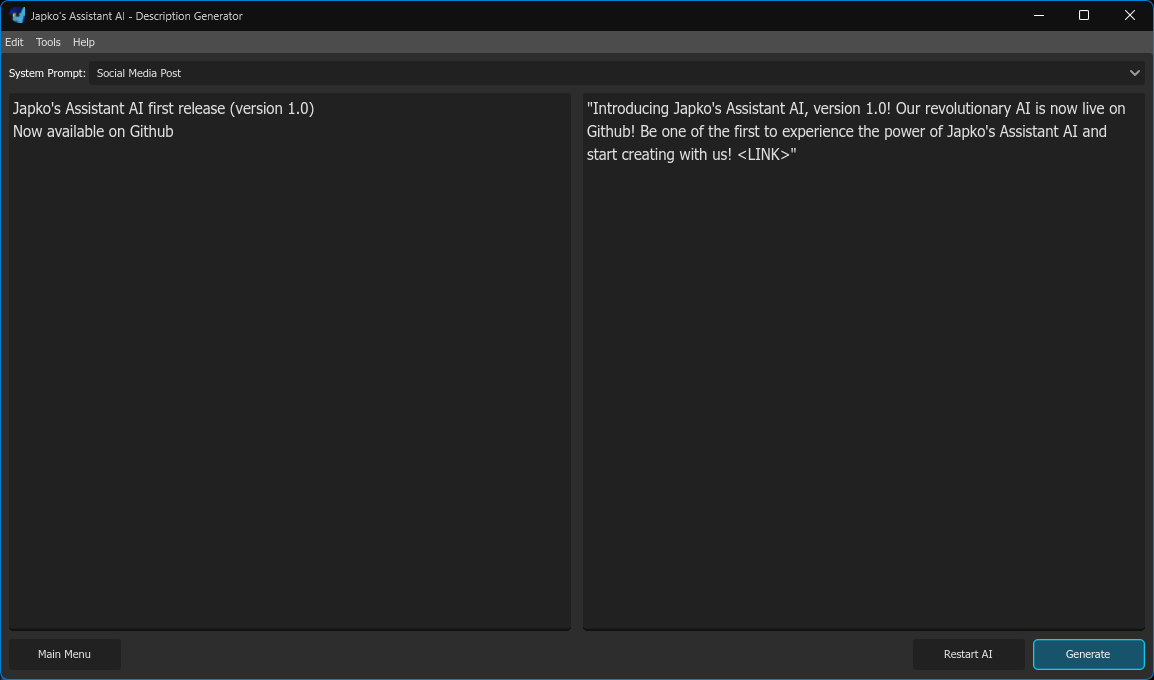 Japko's Assistant AI - Description Generator
Edit Tools Help
System Prompt: Social Media Post
Japko's Assistant AI first release (version 1.0)
Now available on Github
"Introducing Japko's Assistant AI, version 1.0! Our revolutionary AI is now live on
Github! Be one of the first to experience the power of Japko's Assistant AI and
start creating with us! <LINK>"
Main Menu
Restart AI
Generate